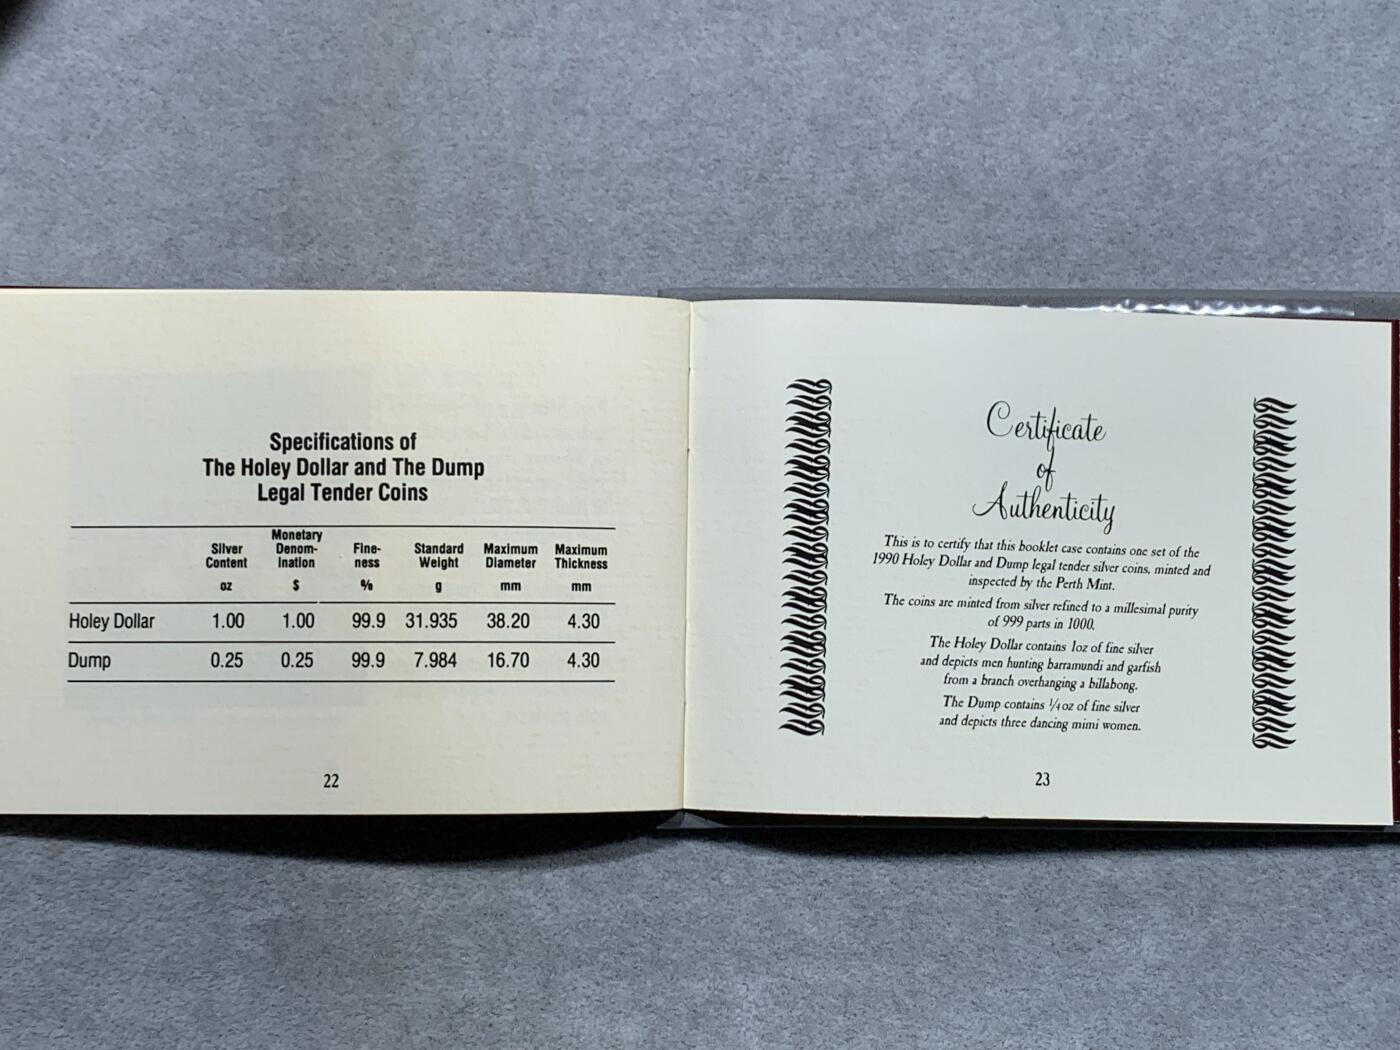 Specifications of
The Holey Dollar and The Dump
Legal Tender Coins
Silver Content oz Monetary Denom-ination $ Fine-ness % Standard Weight g Maximum Diameter mm Maximum Thickness mm
Holey Dollar 1.00 1.00 99.9 31.935 38.20 4.30
Dump 0.25 0.25 99.9 7.984 16.70 4.30
22
Certificate
of
Authenticity
This is to certify that this booklet case contains one set of the
1990 Holey Dollar and Dump legal tender silver coins, minted and
inspected by the Perth Mint.
The coins are minted from silver refined to a millesimal purity
of 999 parts in 1000.
The Holey Dollar contains 1oz of fine silver
and depicts men hunting barramundi and garfish
from a branch overhanging a billabong.
The Dump contains ¼oz of fine silver
and depicts three dancing mimi women.
23